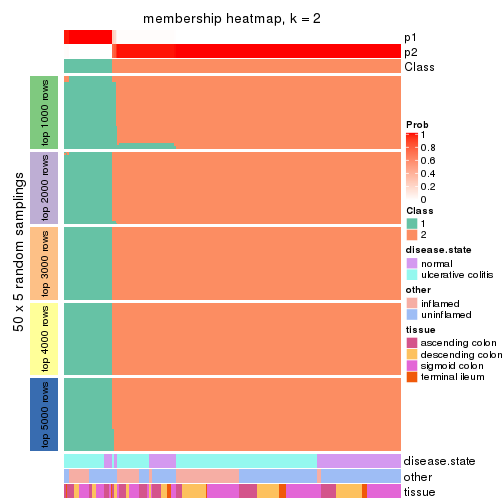 membership heatmap, k = 2
p1
p2
Class
50 x 5 random samplings
top 1000 rows
top 2000 rows
top 3000 rows
top 4000 rows
top 5000 rows
disease.state
other
tissue
Prob
1
0.8
0.6
0.4
0.2
0
Class
1
2
disease.state
normal
ulcerative colitis
other
inflamed
uninflamed
tissue
ascending colon
descending colon
sigmoid colon
terminal ileum